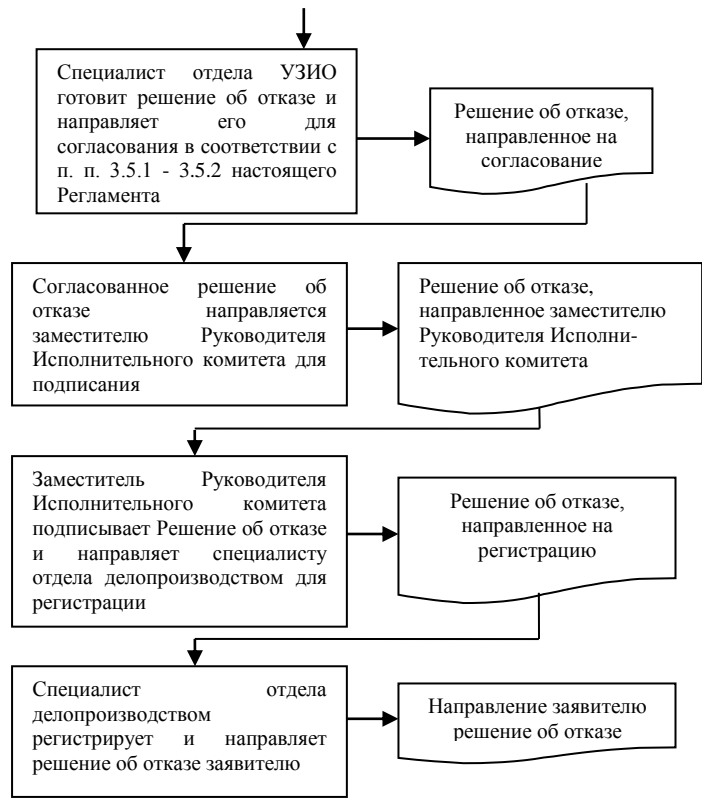 Специалист отдела УЗИО
готовит решение об отказе и
направляет его для
согласования в соответствии с
п. п. 3.5.1 - 3.5.2 настоящего
Регламента
Решение об отказе,
направленное на
согласование
Согласованное решение об
отказе направляется
заместителю Руководителя
Исполнительного комитета для
подписания
Решение об отказе,
направленное заместителю
Руководителя Исполни-
тельного комитета
Заместитель Руководителя
Исполнительного комитета
подписывает Решение об отказе
и направляет специалисту
отдела делопроизводством для
регистрации
Решение об отказе,
направленное на
регистрацию
Специалист отдела
делопроизводством
регистрирует и направляет
решение об отказе заявителю
Направление заявителю
решение об отказе